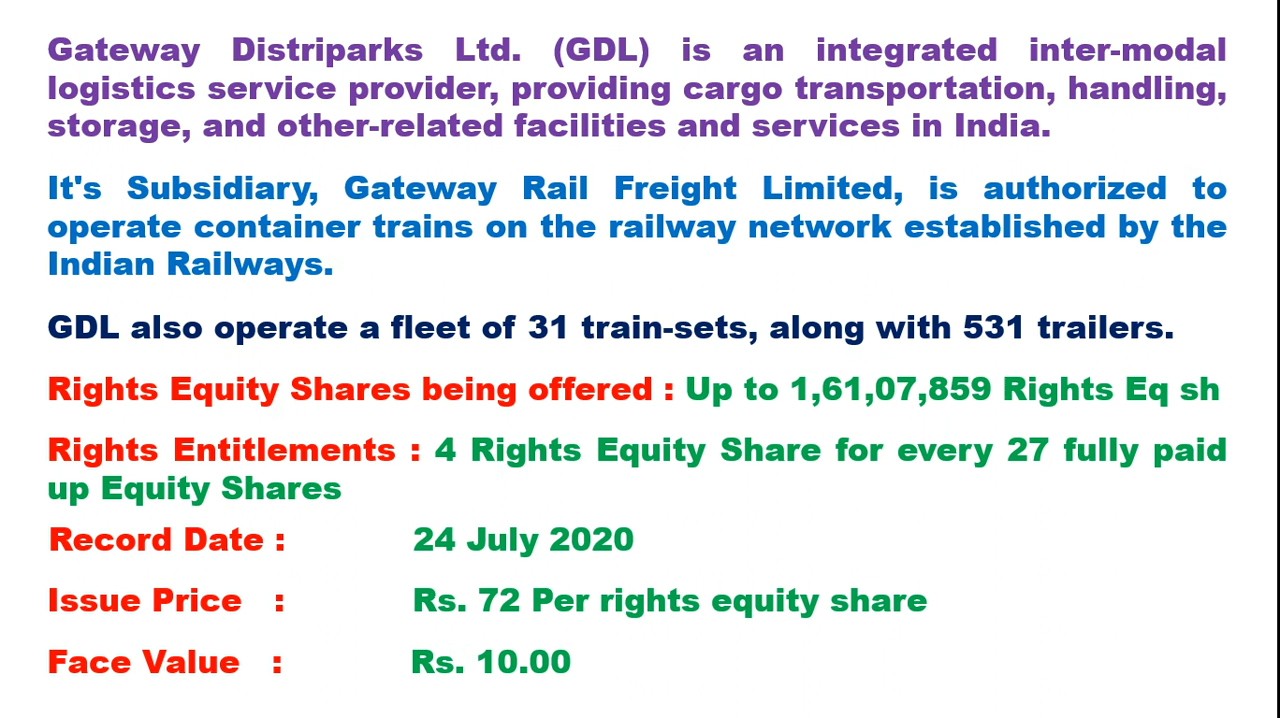 Gateway Distriparks Ltd. (GDL) is an integrated inter-modal
logistics service provider, providing cargo transportation, handling,
storage, and other-related facilities and services in India.
It's Subsidiary, Gateway Rail Freight Limited, is authorized to
operate container trains on the railway network established by the
Indian Railways.
GDL also operate a fleet of 31 train-sets, along with 531 trailers.
Rights Equity Shares being offered : Up to 1,61,07,859 Rights Eq sh
Rights Entitlements : 4 Rights Equity Share for every 27 fully paid
up Equity Shares
Record Date : 24 July 2020
Issue Price : Rs. 72 Per rights equity share
Face Value : Rs. 10.00